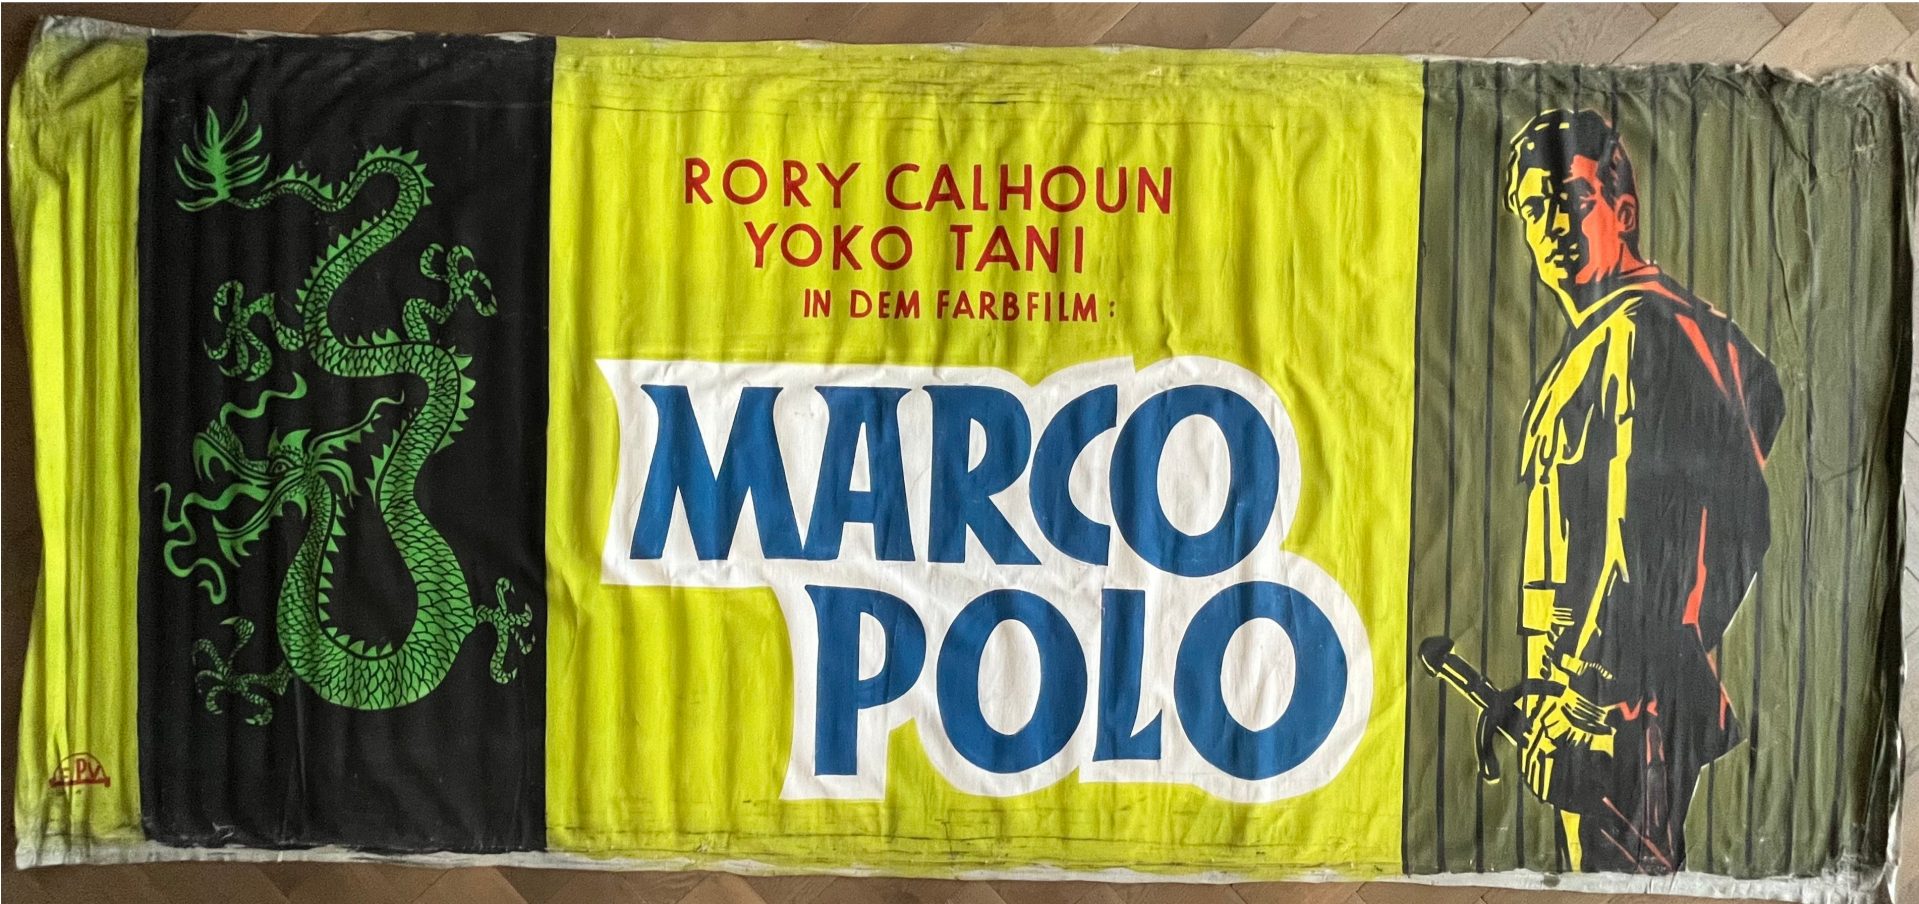 RORY CALHOUN
YOKO TANI
IN DEM FARBFILM:
MARCO
POLO